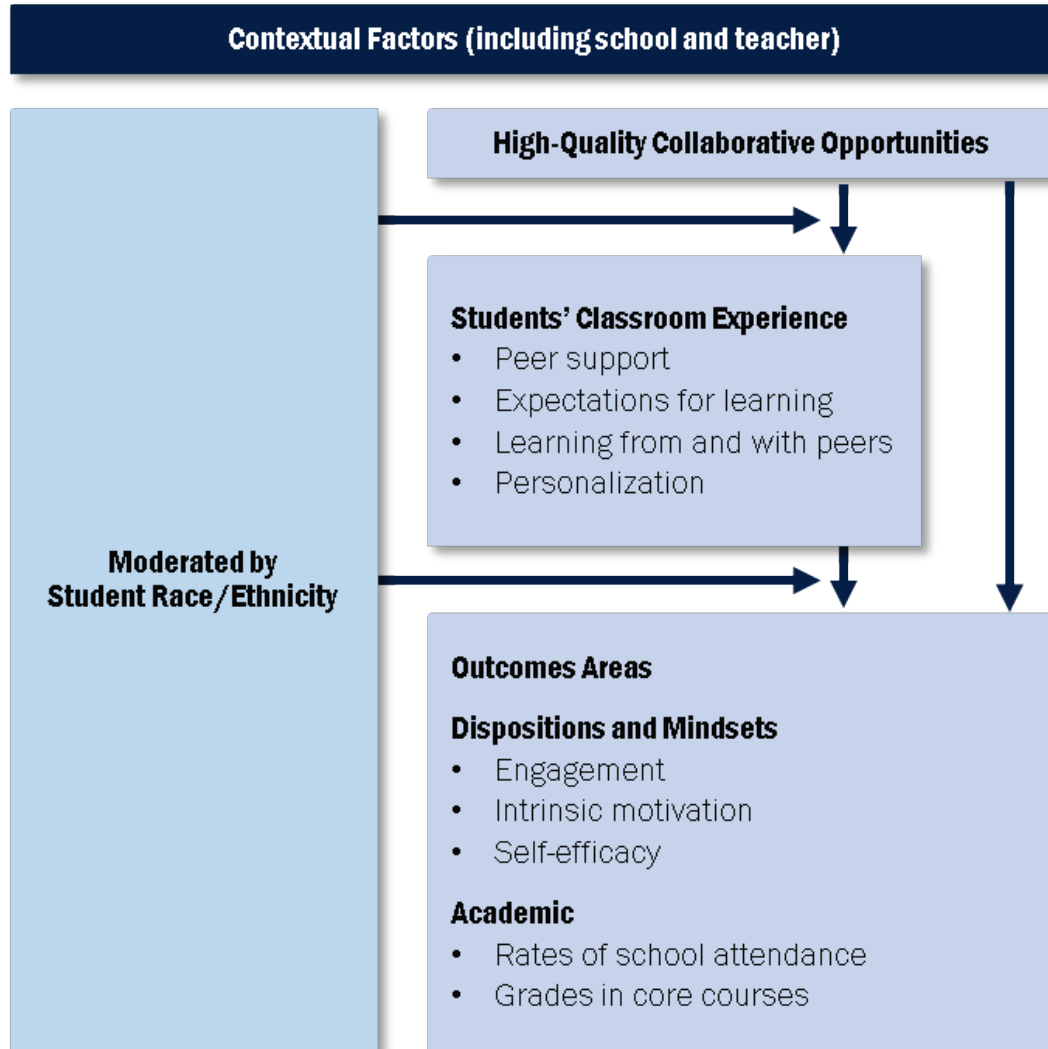 Contextual Factors (including school and teacher)
High-Quality Collaborative Opportunities
Students’ Classroom Experience
• Peer support
• Expectations for learning
• Learning from and with peers
• Personalization
Moderated by
Student Race/Ethnicity
Outcomes Areas
Dispositions and Mindsets
• Engagement
• Intrinsic motivation
• Self-efficacy
Academic
• Rates of school attendance
• Grades in core courses